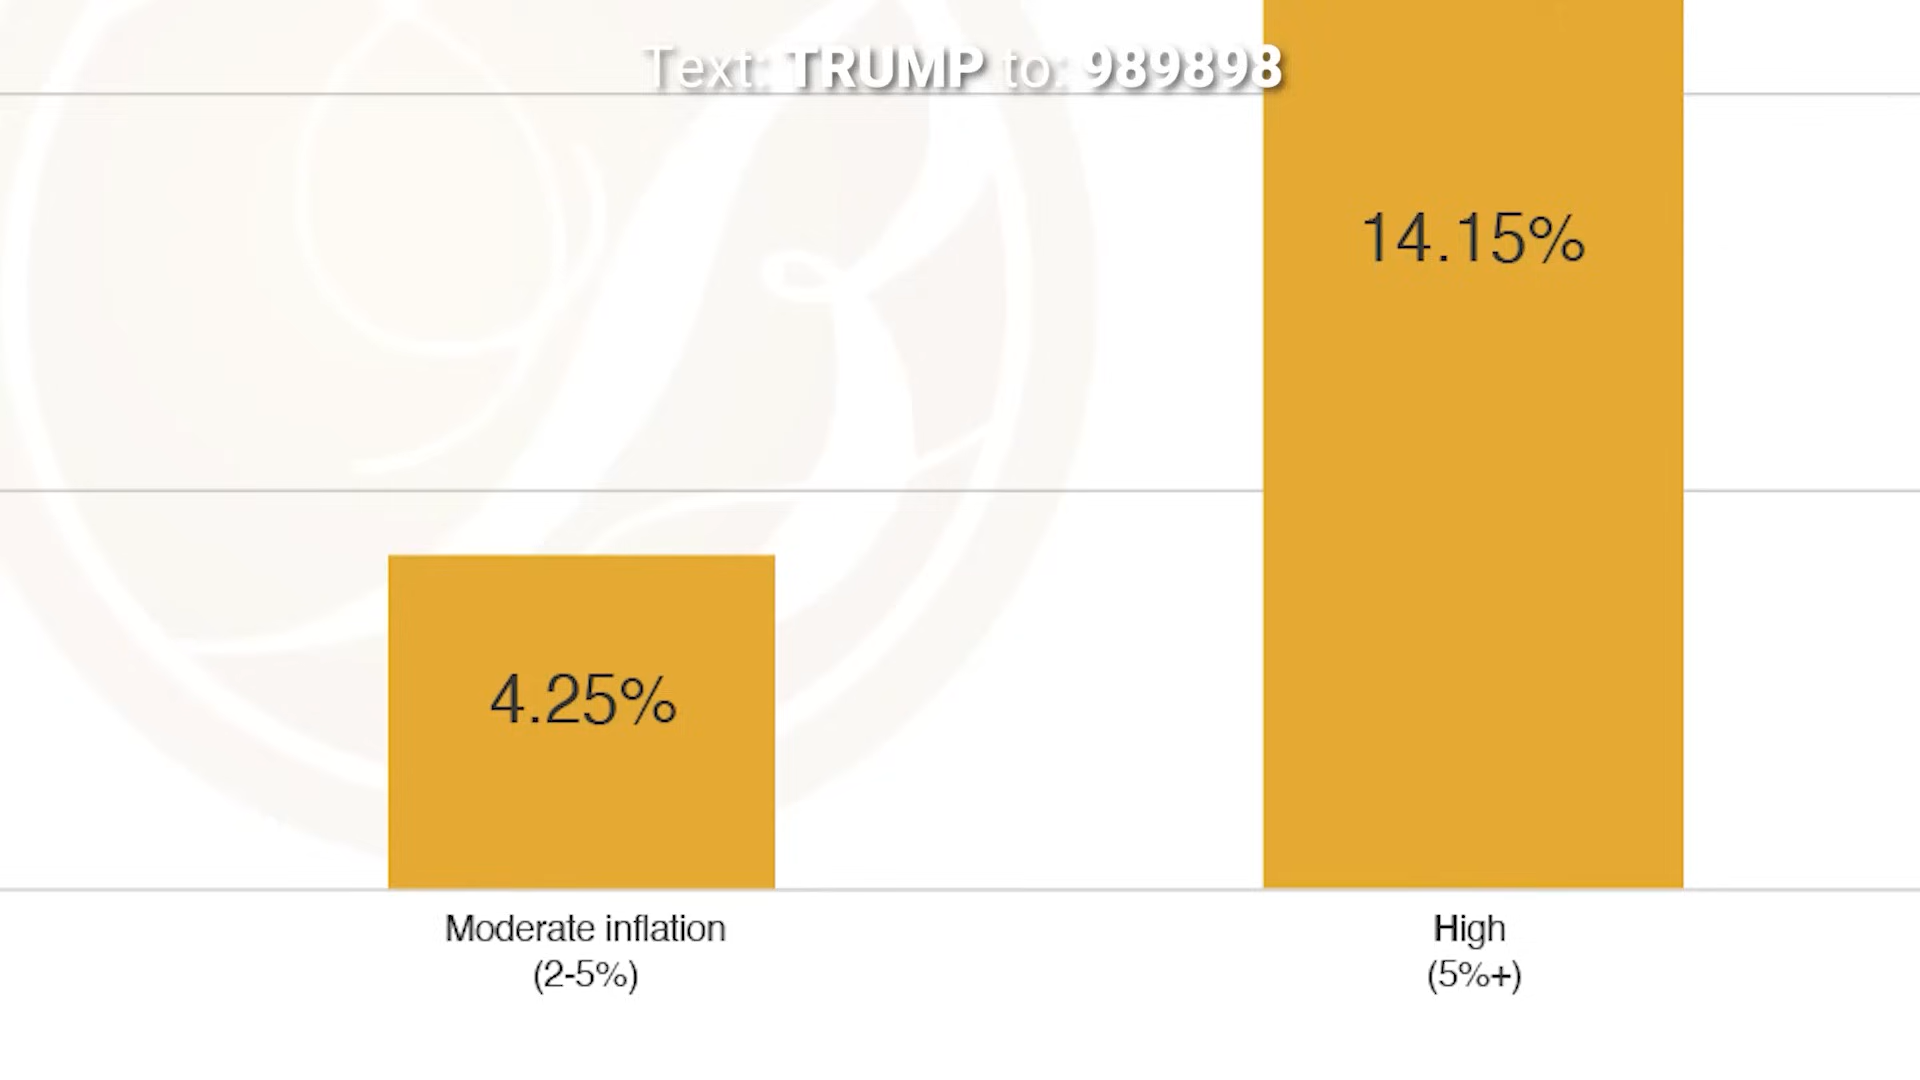 Text: TRUMP to: 989898
14.15%
4.25%
Moderate inflation
(2-5%)
High
(5%+)